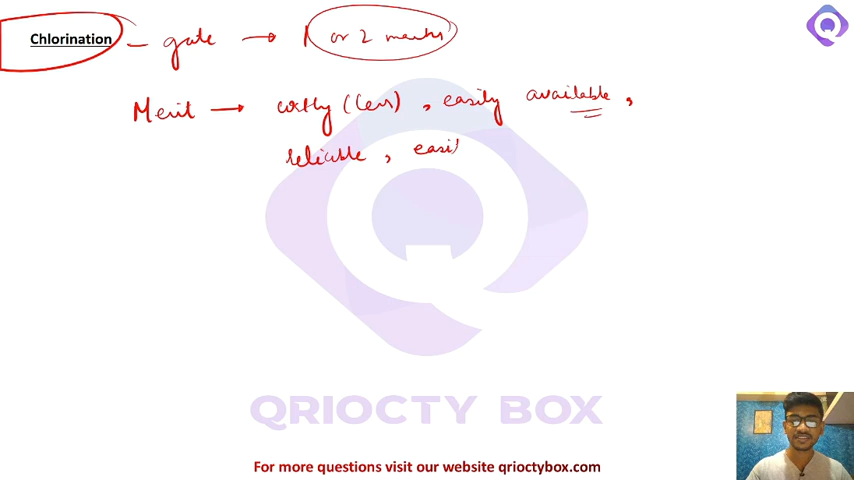 Chlorination - gate → 1 or 2 marks
Merit → costly (less), easily available,
reliable, easil
QRIOCTY BOX
For more questions visit our website qrioctybox.com